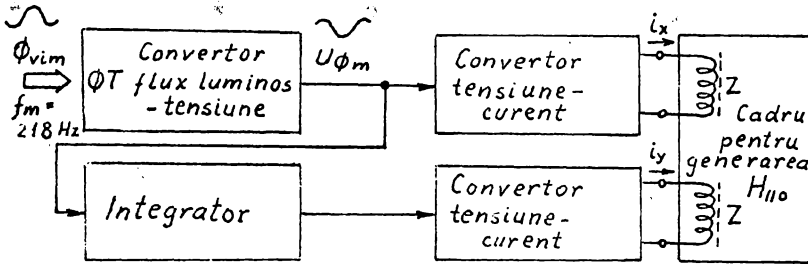 Φvim
fm =
218 Hz
Convertor
ΦT flux luminos
- tensiune
UΦm
Convertor
tensiune-
curent
ix
Z
Cadru
pentru
generarea
H110
Integrator
Convertor
tensiune-
curent
iy
Z